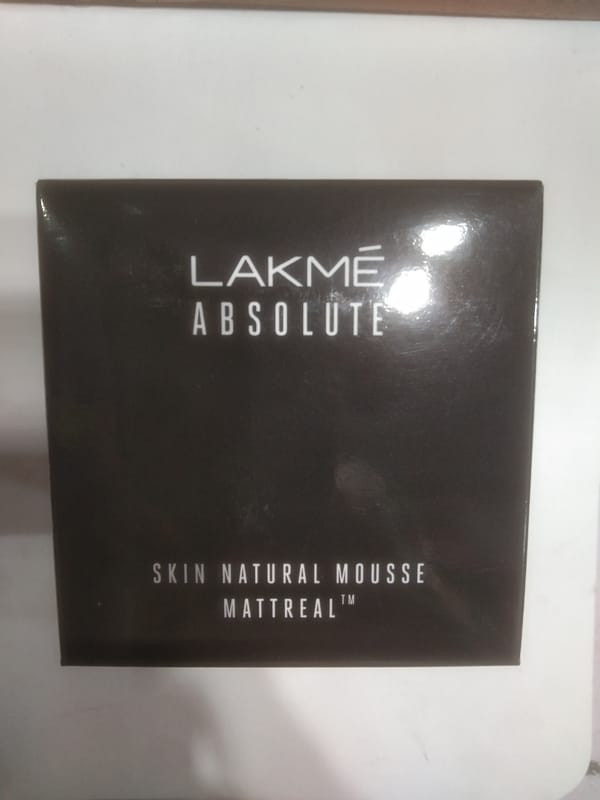 LAKMÉ
ABSOLUTE
SKIN NATURAL MOUSSE
MATTREAL™